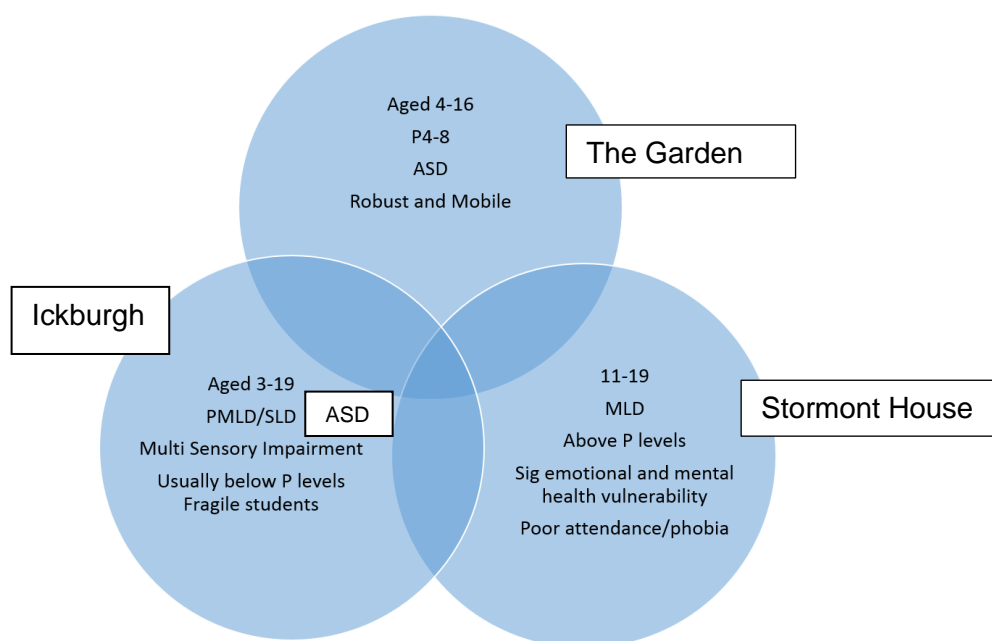 Aged 4-16
P4-8
ASD
Robust and Mobile
The Garden
Ickburgh
Aged 3-19
PMLD/SLD
ASD
Multi Sensory Impairment
Usually below P levels
Fragile students
11-19
MLD
Above P levels
Sig emotional and mental
health vulnerability
Poor attendance/phobia
Stormont House